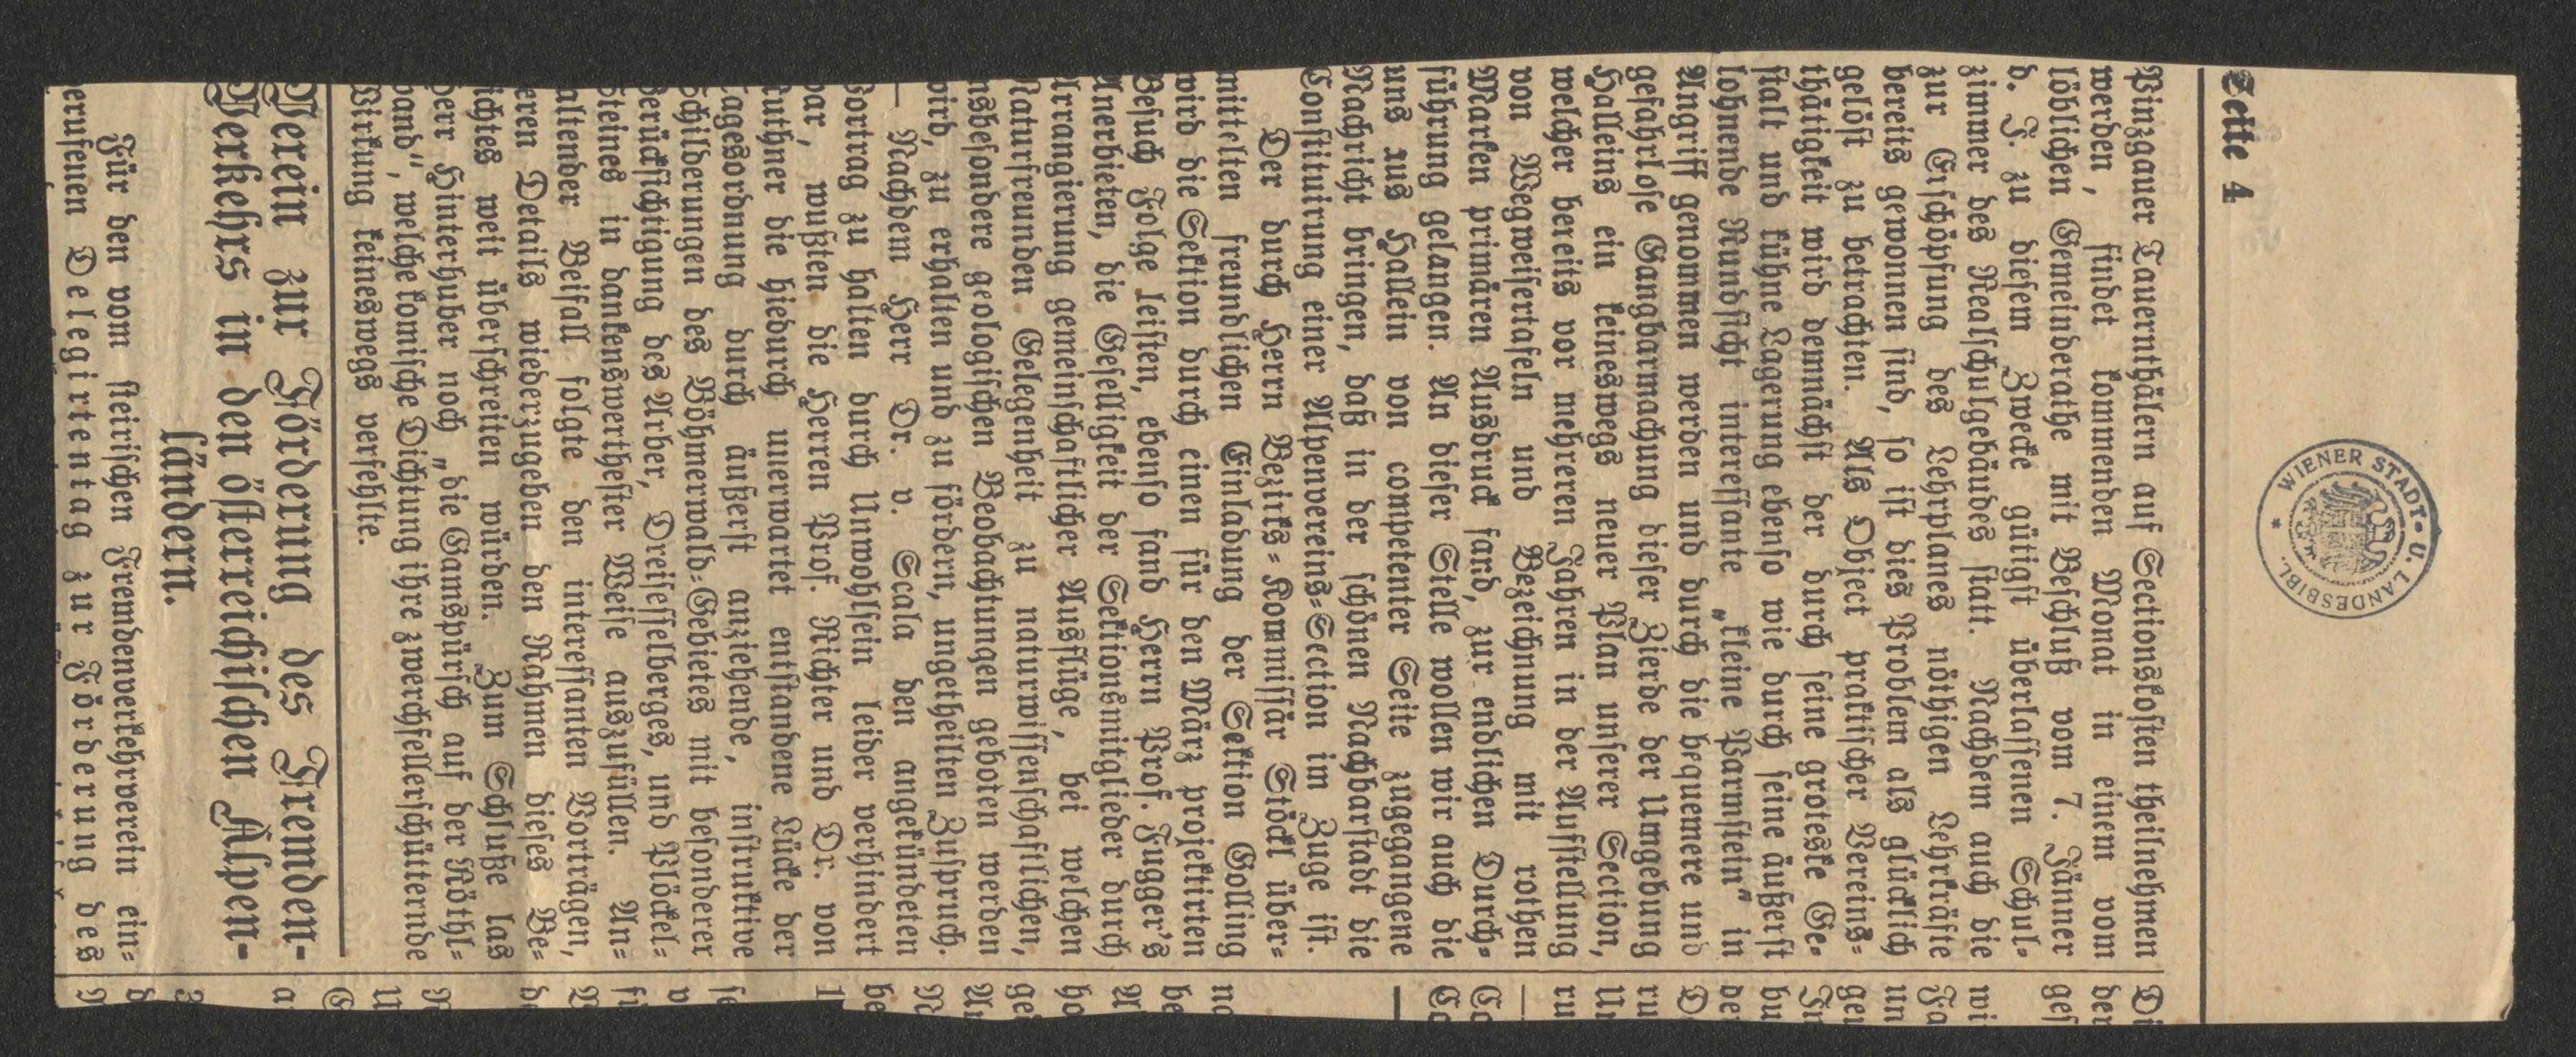 Seite 4
WIENER STADT- U. LANDESBIBL.
Pinzgauer Tauernthälern auf Sectionskosten theilnehmen
werden, findet kommenden Monat in einem vom
löblichen Gemeinderathe mit Beschluß vom 7. Jänner
d. J. zu diesem Zwecke gütigst überlassenen Schul-
zimmer des Realschulgebäudes statt. Nachdem auch die
zur Erschöpfung des Lehrplanes nöthigen Lehrkräfte
bereits gewonnen sind, so ist dies Problem als glücklich
gelöst zu betrachten. Als Object praktischer Vereins-
thätigkeit wird demnächst der durch seine groteske Ge-
stalt und kühne Lagerung ebenso wie durch seine äußerst
lohnende Rundsicht interessante „kleine Barmstein" in
Angriff genommen werden und durch die bequemere und
gefahrlose Gangbarmachung dieser Zierde der Umgebung
Halleins ein keineswegs neuer Plan unserer Section,
welcher bereits vor mehreren Jahren in der Aufstellung
von Wegweisertafeln und Bezeichnung mit rothen
Marken primären Ausdruck fand, zur endlichen Durch-
führung gelangen. An dieser Stelle wollen wir auch die
uns aus Hallein von competenter Seite zugegangene
Nachricht bringen, daß in der schönen Nachbarstadt die
Constituirung einer Alpenvereins-Section im Zuge ist.
Der durch Herrn Bezirks-Kommissär Stöckl über-
mittelten freundlichen Einladung der Sektion Golling
wird die Sektion durch einen für den März projektirten
Besuch Folge leisten, ebenso fand Herrn Prof. Fugger's
Anerbieten, die Geselligkeit der Sektionsmitglieder durch
Arrangierung gemeinschaftlicher Ausflüge, bei welchen
Naturfreunden Gelegenheit zu naturwissenschaftlichen,
insbesondere geologischen Beobachtungen geboten werden
wird, zu erhalten und zu fördern, ungetheilten Zuspruch.
— Nachdem Herr Dr. v. Scala den angekündeten
Vortrag zu halten durch Unwohlsein leider verhindert
war, wußten die Herren Prof. Richter und Dr. von
Ruthner die hiedurch unerwartet entstandene Lücke der
Tagesordnung durch äußerst anziehende, instruktive
Schilderungen des Böhmerwald-Gebietes mit besonderer
Berücksichtigung des Arber, Dreisesselberges, und Plöckel-
steines in dankenswerthester Weise auszufüllen. An-
haltender Beifall folgte den interessanten Vorträgen,
deren Details wiederzugeben den Rahmen dieses Be-
richtes weit überschreiten würden. Zum Schluße las
Herr Hinterhuber noch „die Ganspürsch auf der Röthl-
wand", welche komische Dichtung ihre zwerchfellerschütternde
Wirkung keineswegs verfehlte.
Verein zur Förderung des Fremden-
Verkehrs in den österreichischen Alpen-
ländern.
Für den vom steirischen Fremdenverkehrverein ein-
berufenen Delegirtentag zur Förderung des